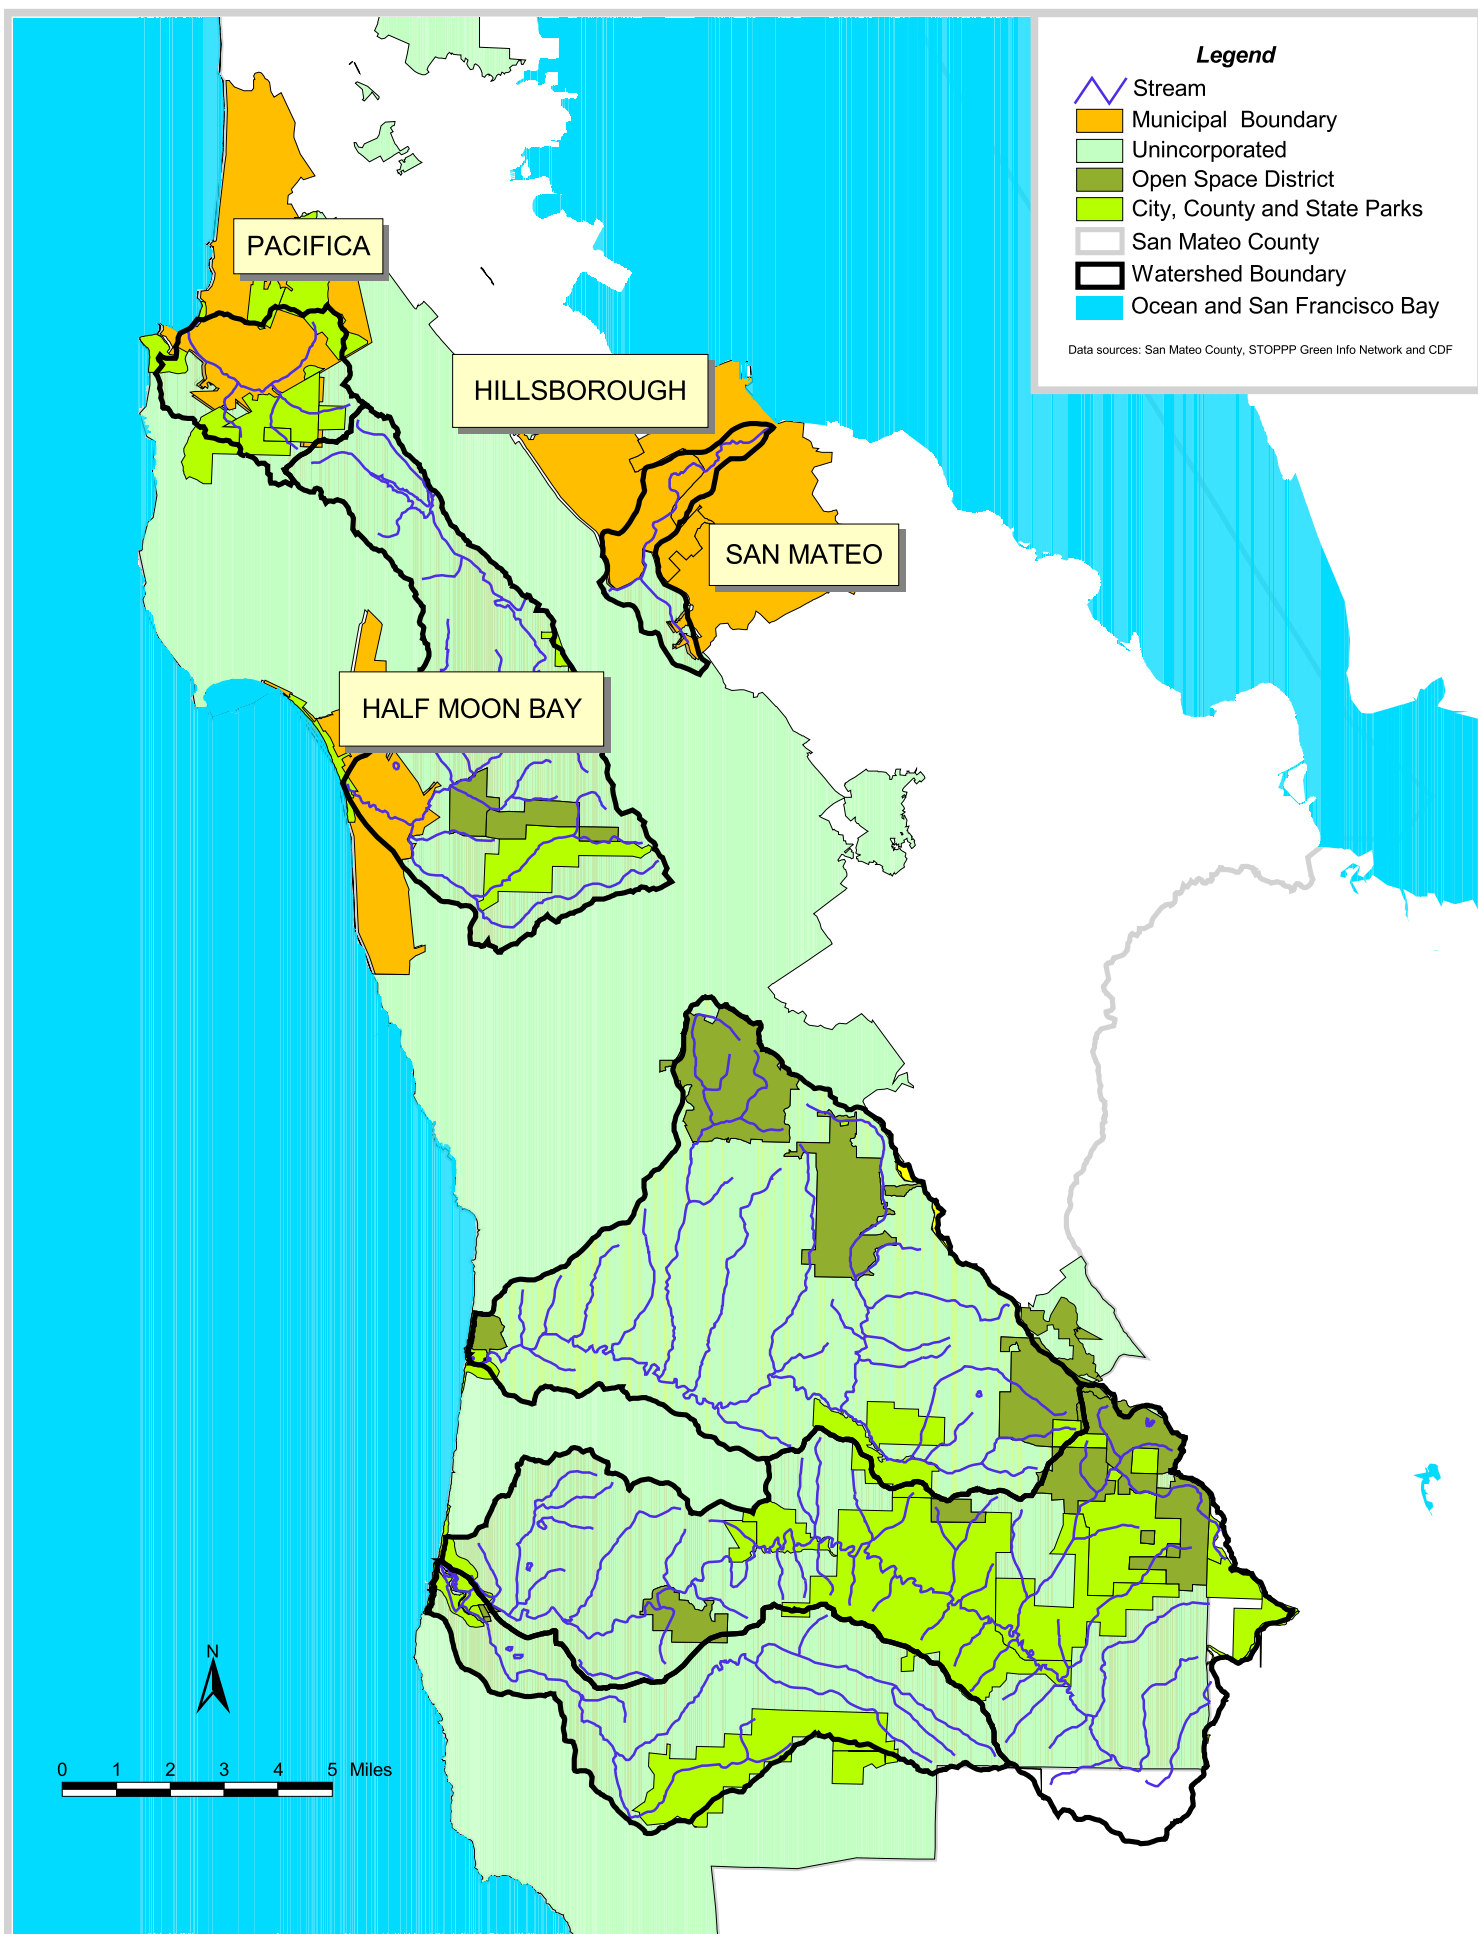 Legend
Stream
Municipal Boundary
Unincorporated
Open Space District
City, County and State Parks
San Mateo County
Watershed Boundary
Ocean and San Francisco Bay
Data sources: San Mateo County, STOPPP Green Info Network and CDF
PACIFICA
HILLSBOROUGH
SAN MATEO
HALF MOON BAY
N
0 1 2 3 4 5 Miles